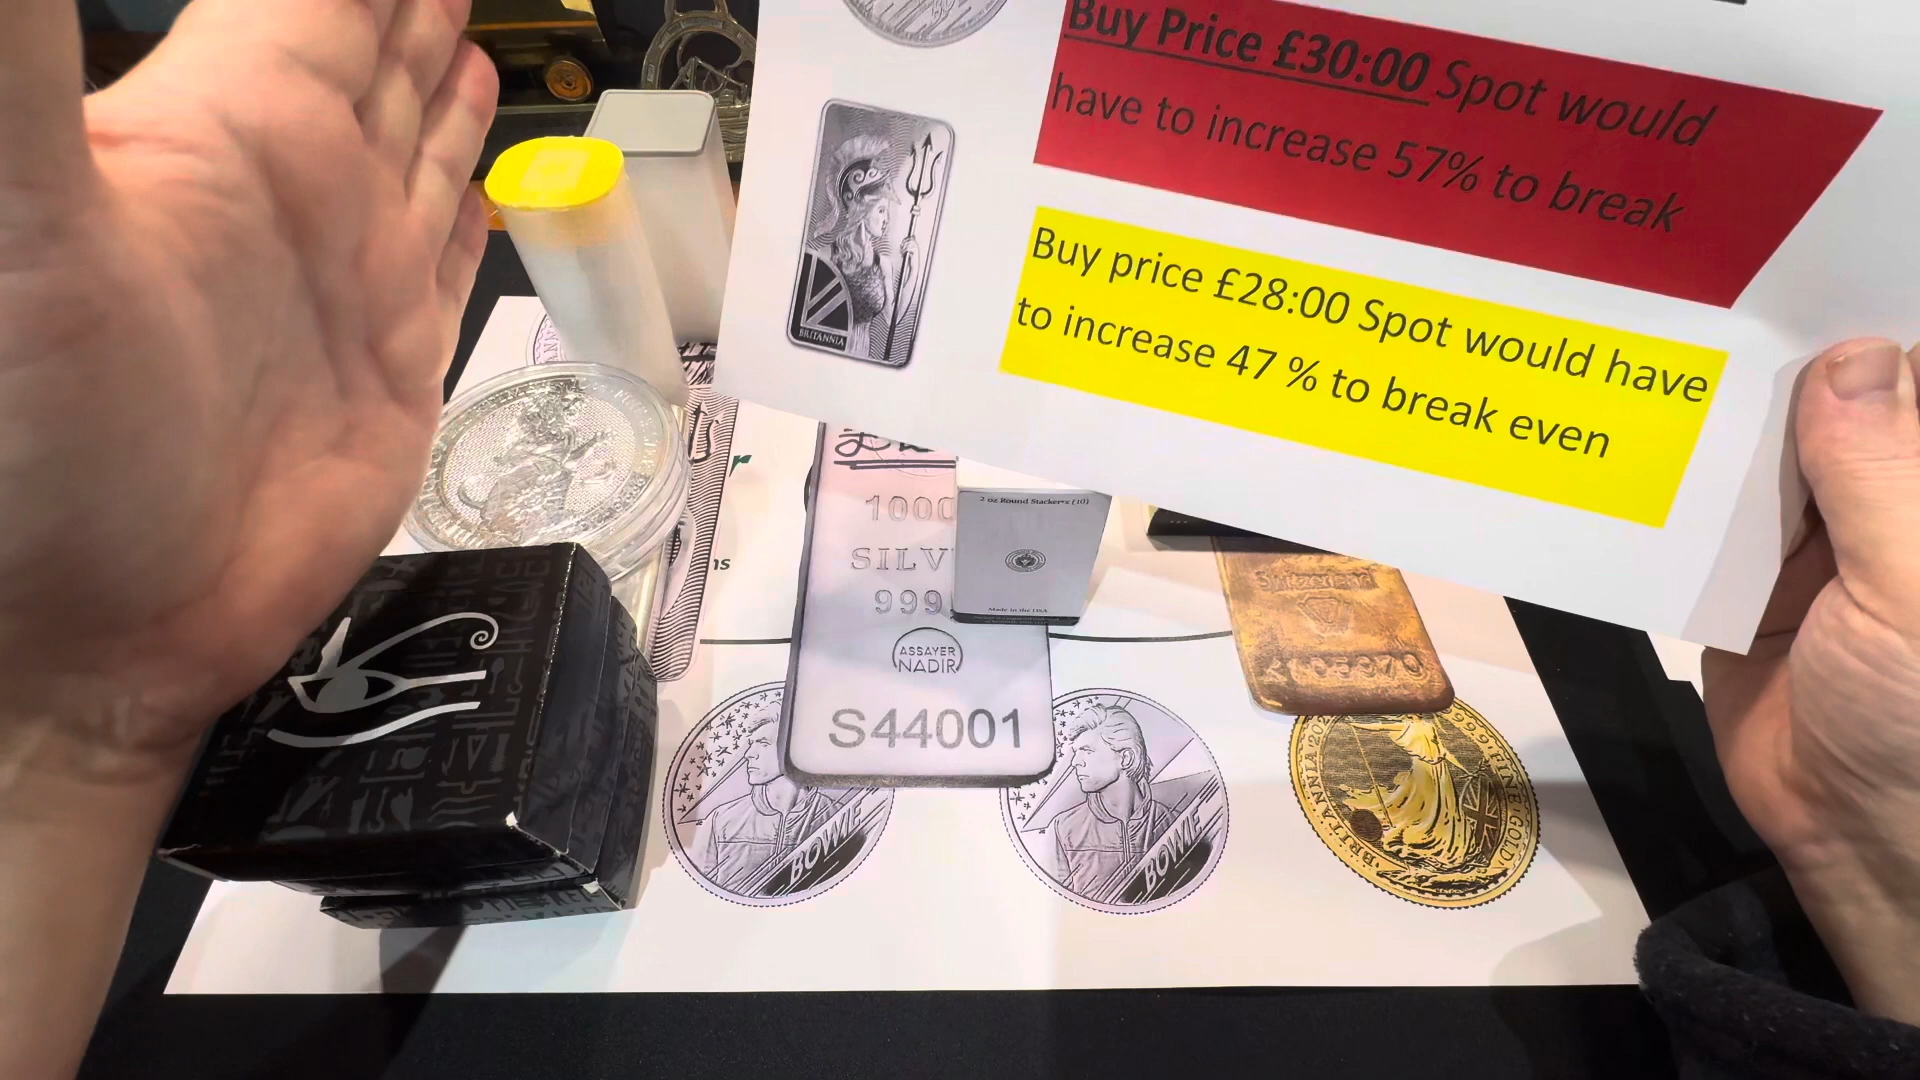 Buy Price £30:00 Spot would
have to increase 57% to break
Buy price £28:00 Spot would have
to increase 47 % to break even
BRITANNIA
1000
SILV
999
ASSAYER
NADIR
S44001
2 oz Round Stackers (10)
Made in the USA
Switzerland
BOWIE
BOWIE
BRITANNIA
FINE GOLD